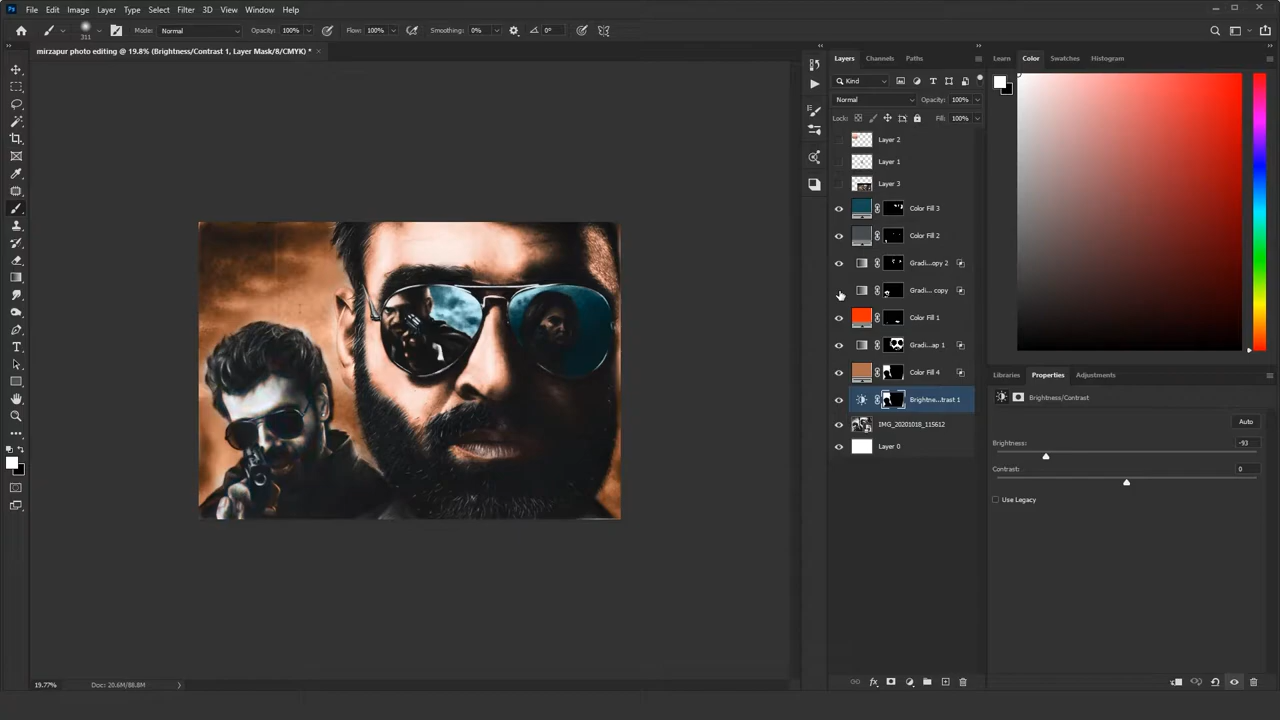 File Edit Image Layer Type Select Filter 3D View Window Help
311 Mode: Normal Opacity: 100% Flow: 100% Smoothing: 0% 0°
mirzapur photo editing @ 19.8% (Brightness/Contrast 1, Layer Mask/8/CMYK) *
Layers Channels Paths
Kind
Normal Opacity: 100%
Lock: Fill: 100%
Layer 2
Layer 1
Layer 3
Color Fill 3
Color Fill 2
Gradi...opy 2
Gradi... copy
Color Fill 1
Gradi...ap 1
Color Fill 4
Brightne...trast 1
IMG_20201018_115612
Layer 0
Learn Color Swatches Histogram
Libraries Properties Adjustments
Brightness/Contrast
Auto
Brightness: -93
Contrast: 0
Use Legacy
19.77% Doc: 20.6M/88.8M